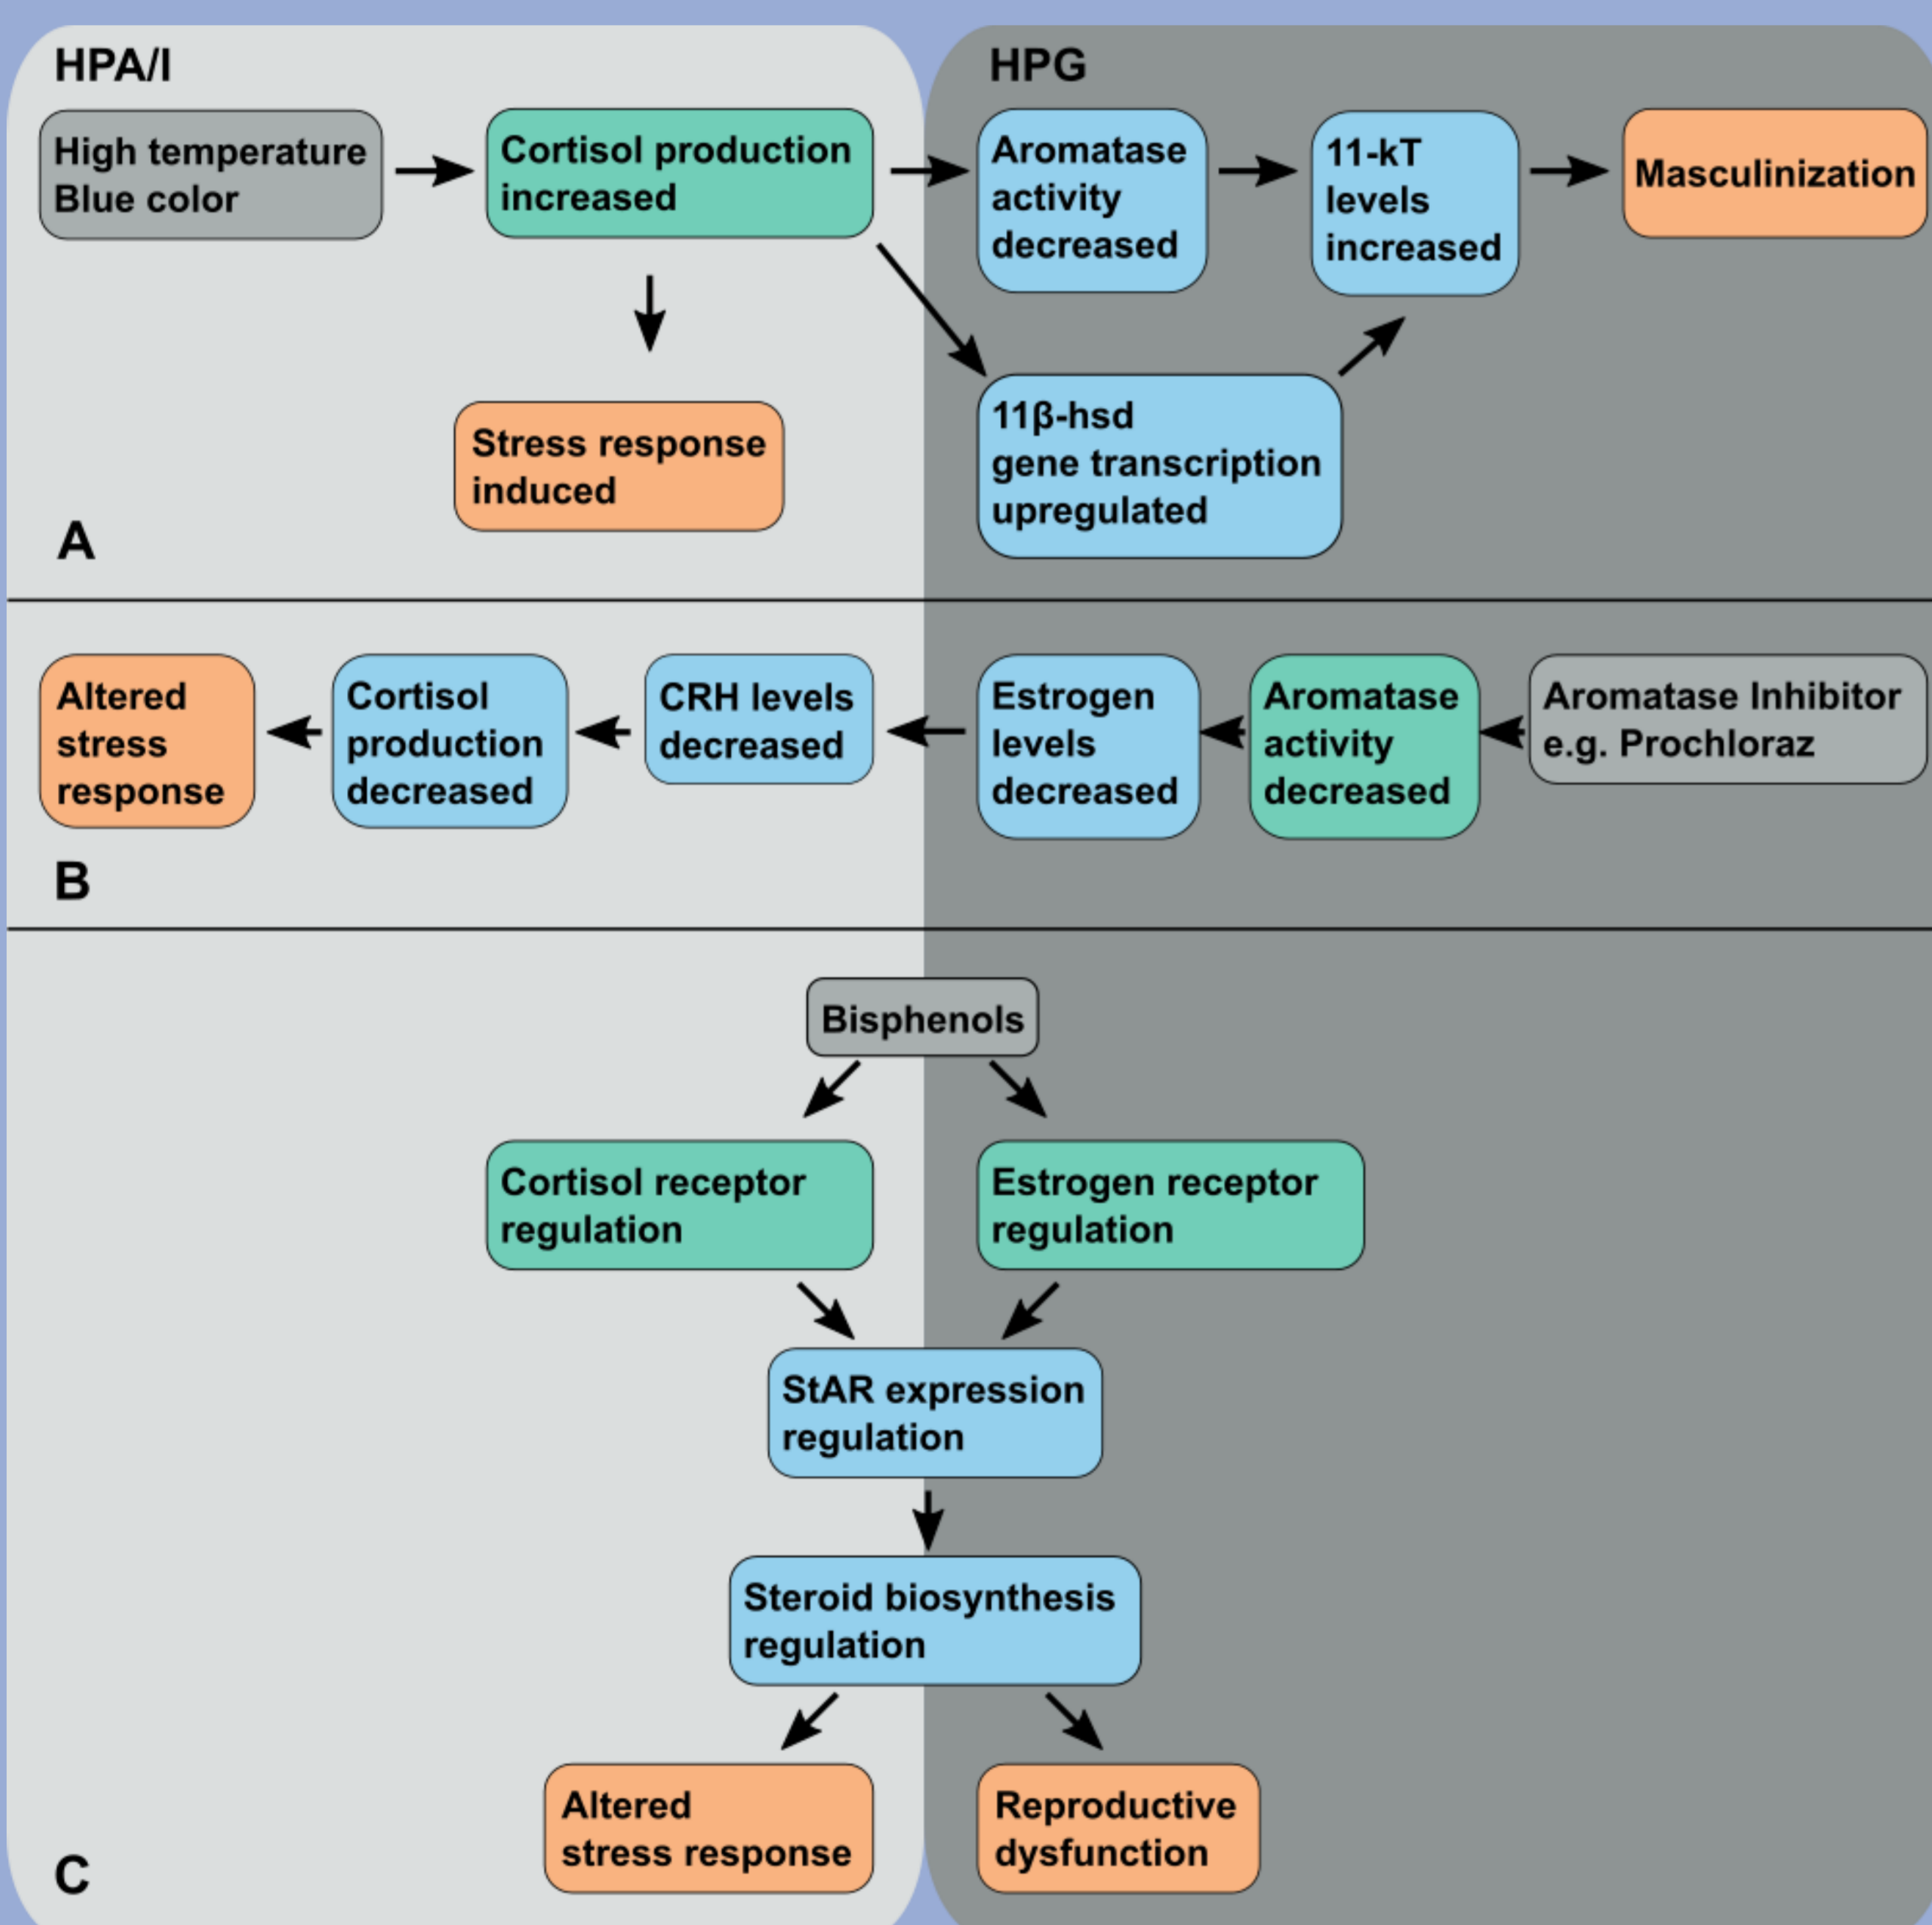 HPA/I
HPG
High temperature
Blue color
Cortisol production
increased
Aromatase
activity
decreased
11-kT
levels
increased
Masculinization
Stress response
induced
11β-hsd
gene transcription
upregulated
A
Altered
stress
response
Cortisol
production
decreased
CRH levels
decreased
Estrogen
levels
decreased
Aromatase
activity
decreased
Aromatase Inhibitor
e.g. Prochloraz
B
Bisphenols
Cortisol receptor
regulation
Estrogen receptor
regulation
StAR expression
regulation
Steroid biosynthesis
regulation
Altered
stress response
Reproductive
dysfunction
C